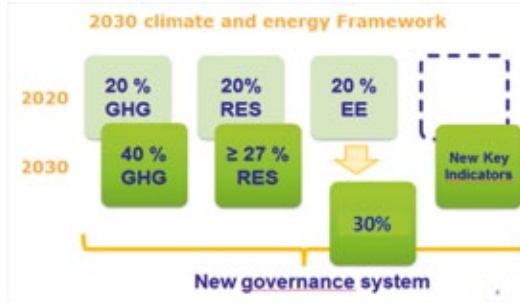 2030 climate and energy Framework
2020
20 %
GHG
20%
RES
20 %
EE
2030
40 %
GHG
≥ 27 %
RES
New Key
Indicators
30%
New governance system